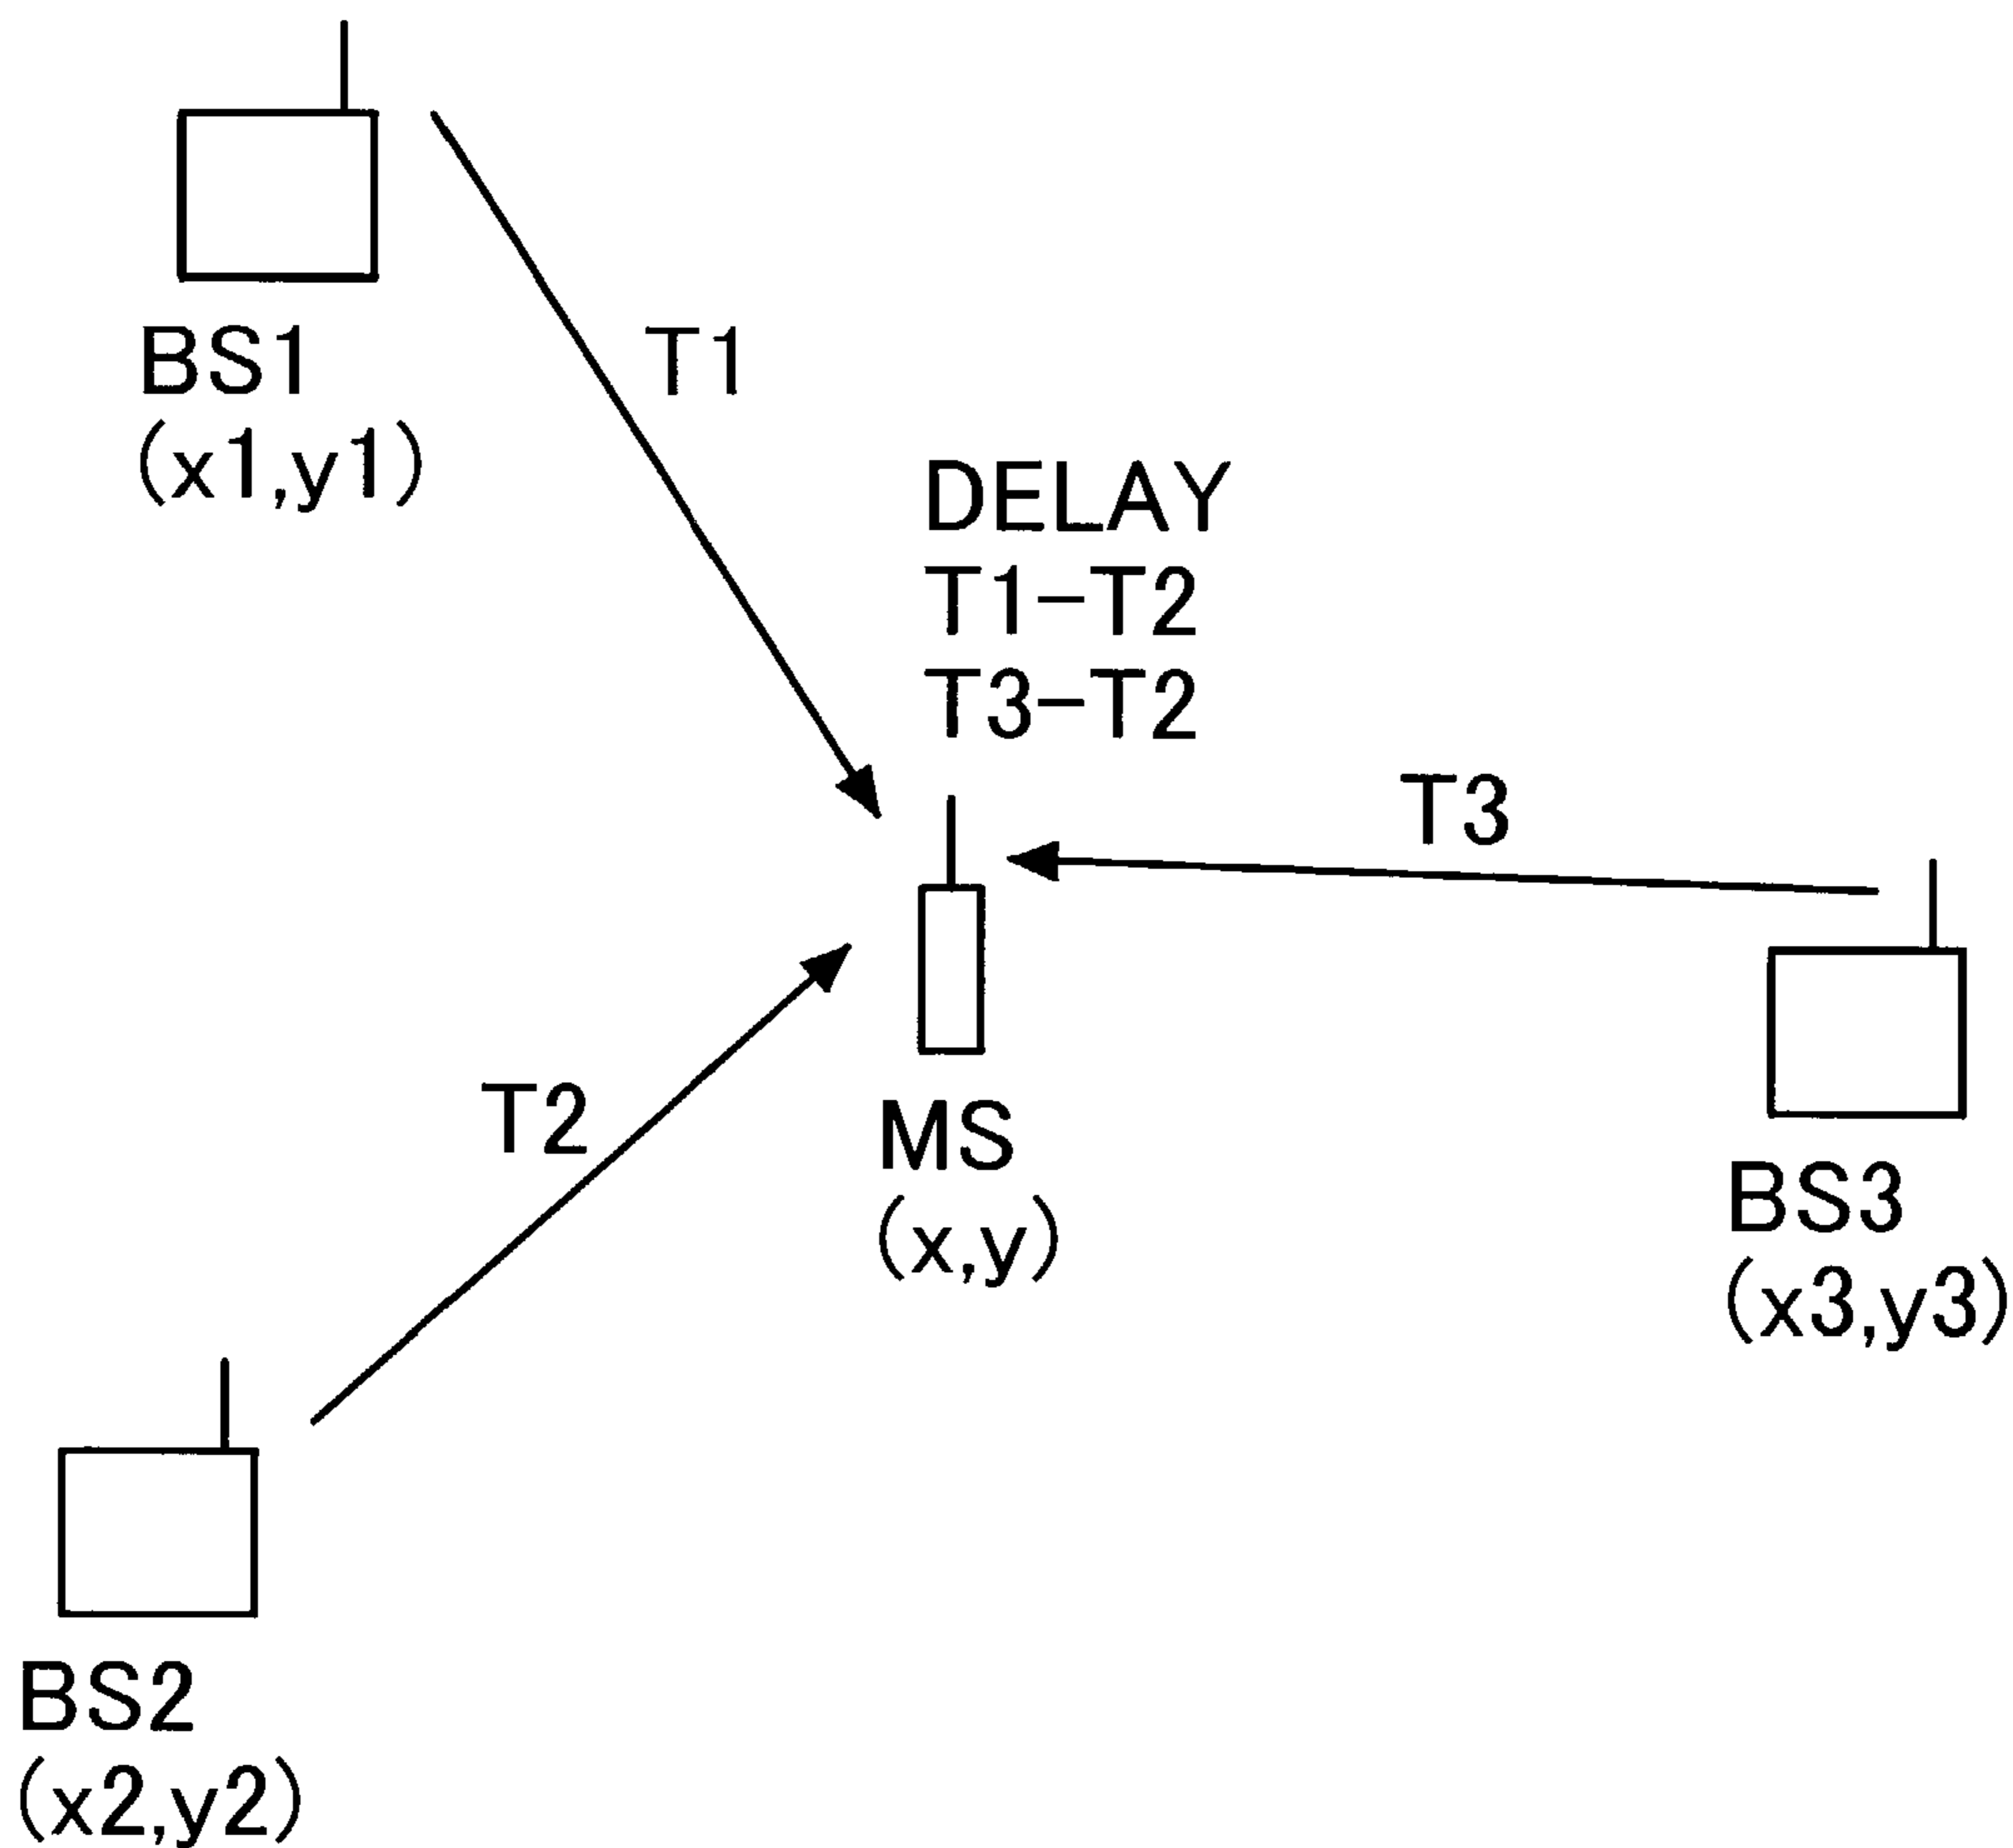 BS1
(x1,y1)
T1
DELAY
T1-T2
T3-T2
T3
T2
MS
(x,y)
BS3
(x3,y3)
BS2
(x2,y2)